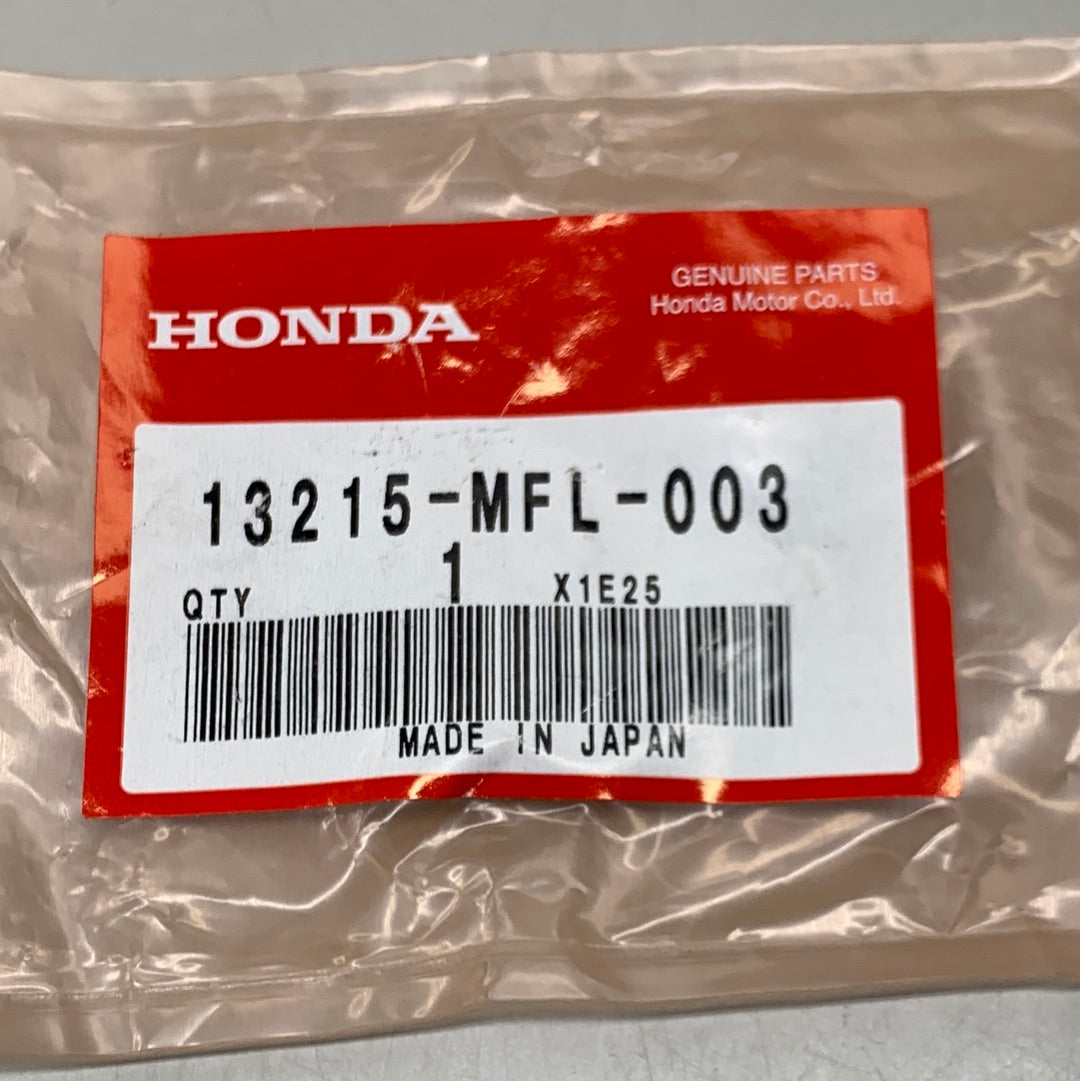 GENUINE PARTS
Honda Motor Co., Ltd.
HONDA
13215-MFL-003
QTY 1 X1E25
MADE IN JAPAN